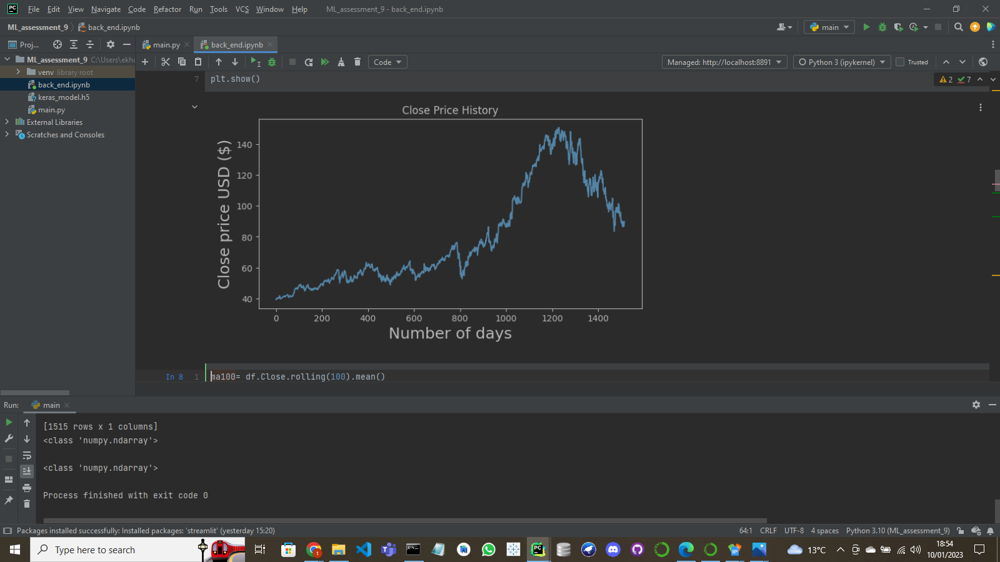 PC File Edit View Navigate Code Refactor Run Tools VCS Window Help ML_assessment_9 - back_end.ipynb
ML_assessment_9 back_end.ipynb main
Proj... main.py back_end.ipynb
ML_assessment_9 C:\Users\ekha
Code Managed: http://localhost:8891 Python 3 (ipykernel) Trusted
venv library root
back_end.ipynb
keras_model.h5
main.py
External Libraries
Scratches and Consoles
7 plt.show()
2 7
Close Price History
Close price USD ($)
140
120
100
80
60
40
0 200 400 600 800 1000 1200 1400
Number of days
In 8 1 ma100= df.Close.rolling(100).mean()
Run: main
[1515 rows x 1 columns]
<class 'numpy.ndarray'>
<class 'numpy.ndarray'>
Process finished with exit code 0
Packages installed successfully: Installed packages: 'streamlit' (yesterday 15:20) 64:1 CRLF UTF-8 4 spaces Python 3.10 (ML_assessment_9)
Type here to search 13°C 18:54
10/01/2023